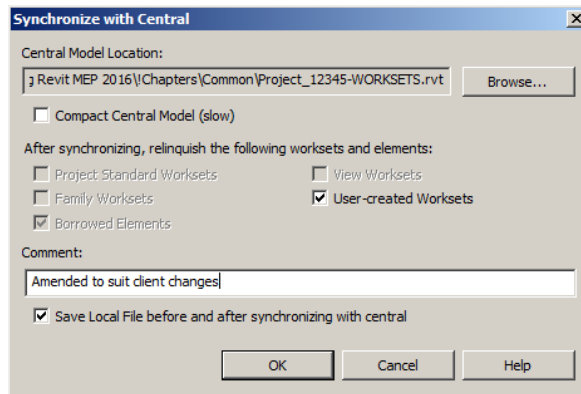 Synchronize with Central
Central Model Location:
g Revit MEP 2016\!Chapters\Common\Project_12345-WORKSETS.rvt Browse...
Compact Central Model (slow)
After synchronizing, relinquish the following worksets and elements:
Project Standard Worksets View Worksets
Family Worksets User-created Worksets
Borrowed Elements
Comment:
Amended to suit client changes
Save Local File before and after synchronizing with central
OK Cancel Help